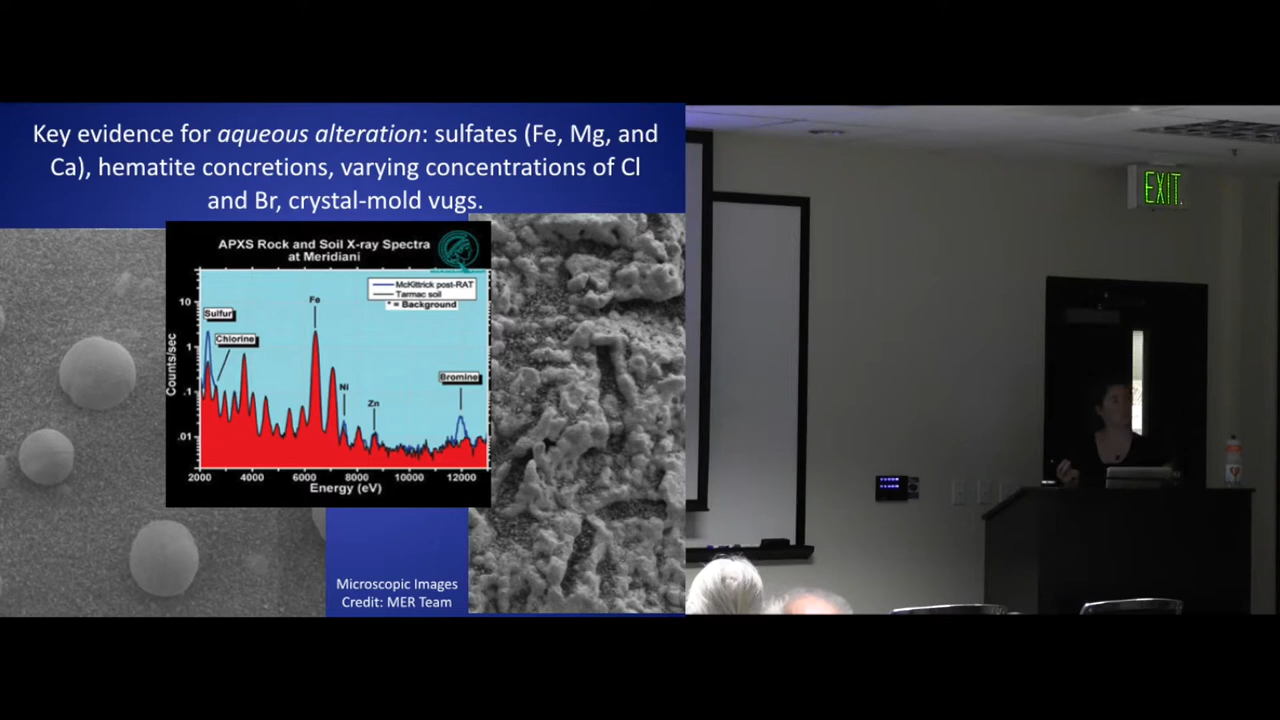 Key evidence for aqueous alteration: sulfates (Fe, Mg, and
Ca), hematite concretions, varying concentrations of Cl
and Br, crystal-mold vugs.
APXS Rock and Soil X-ray Spectra
at Meridiani
McKittrick post-RAT
Tarmac soil
* = Background
Sulfur
Chlorine
Fe
Ni
Zn
Bromine
10
1
.1
.01
Counts/sec
2000 4000 6000 8000 10000 12000
Energy (eV)
Microscopic Images
Credit: MER Team
EXIT